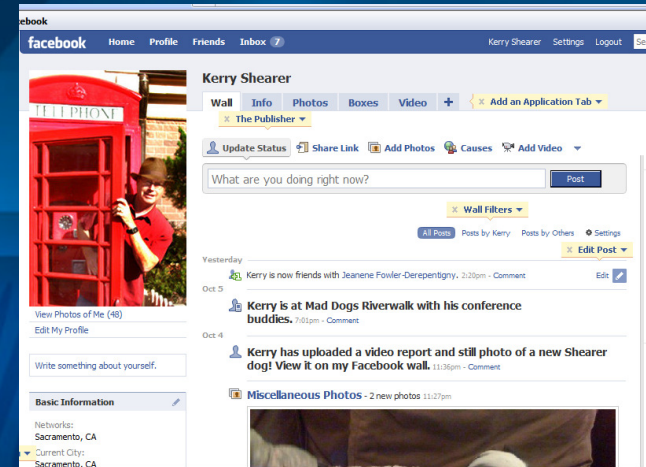 cebook
facebook Home Profile Friends Inbox 7 Kerry Shearer Settings Logout Se
TELEPHONE
Kerry Shearer
Wall Info Photos Boxes Video + x Add an Application Tab
x The Publisher
Update Status Share Link Add Photos Causes Add Video
What are you doing right now? Post
x Wall Filters
All Posts Posts by Kerry Posts by Others Settings
x Edit Post
Yesterday
Kerry is now friends with Jeanene Fowler-Derepentigny. 2:20pm - Comment Edit
Oct 5
Kerry is at Mad Dogs Riverwalk with his conference
buddies. 7:01pm - Comment
Oct 4
Kerry has uploaded a video report and still photo of a new Shearer
dog! View it on my Facebook wall. 11:36pm - Comment
Miscellaneous Photos - 2 new photos 11:27pm
View Photos of Me (48)
Edit My Profile
Write something about yourself.
Basic Information
Networks:
Sacramento, CA
Current City:
Sacramento, CA